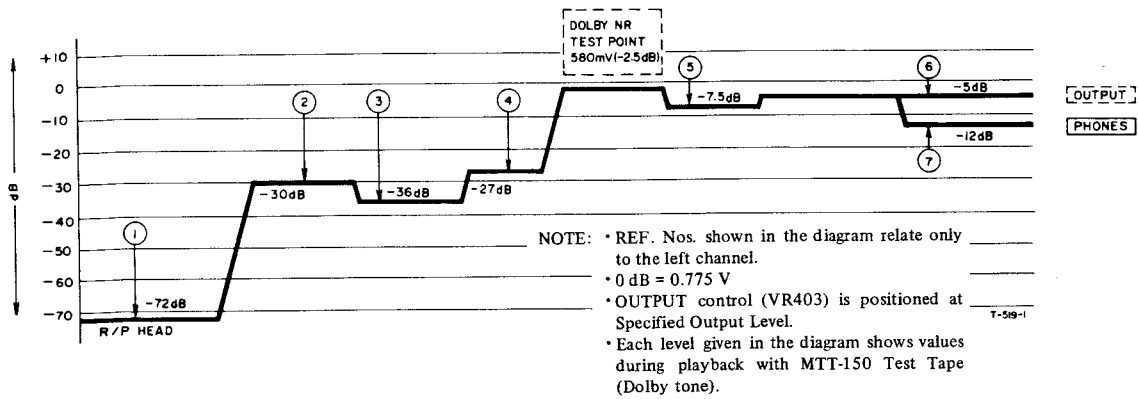 DOLBY NR
TEST POINT
580mV(-2.5dB)
+10
0
-10
-20
-30
-40
-50
-60
-70
dB
1
2
3
4
5
6
7
-72dB
-30dB
-36dB
-27dB
-7.5dB
-5dB
-12dB
OUTPUT
PHONES
R/P HEAD
NOTE: • REF. Nos. shown in the diagram relate only
to the left channel.
• 0 dB = 0.775 V
• OUTPUT control (VR403) is positioned at
Specified Output Level.
• Each level given in the diagram shows values
during playback with MTT-150 Test Tape
(Dolby tone).
T-519-1